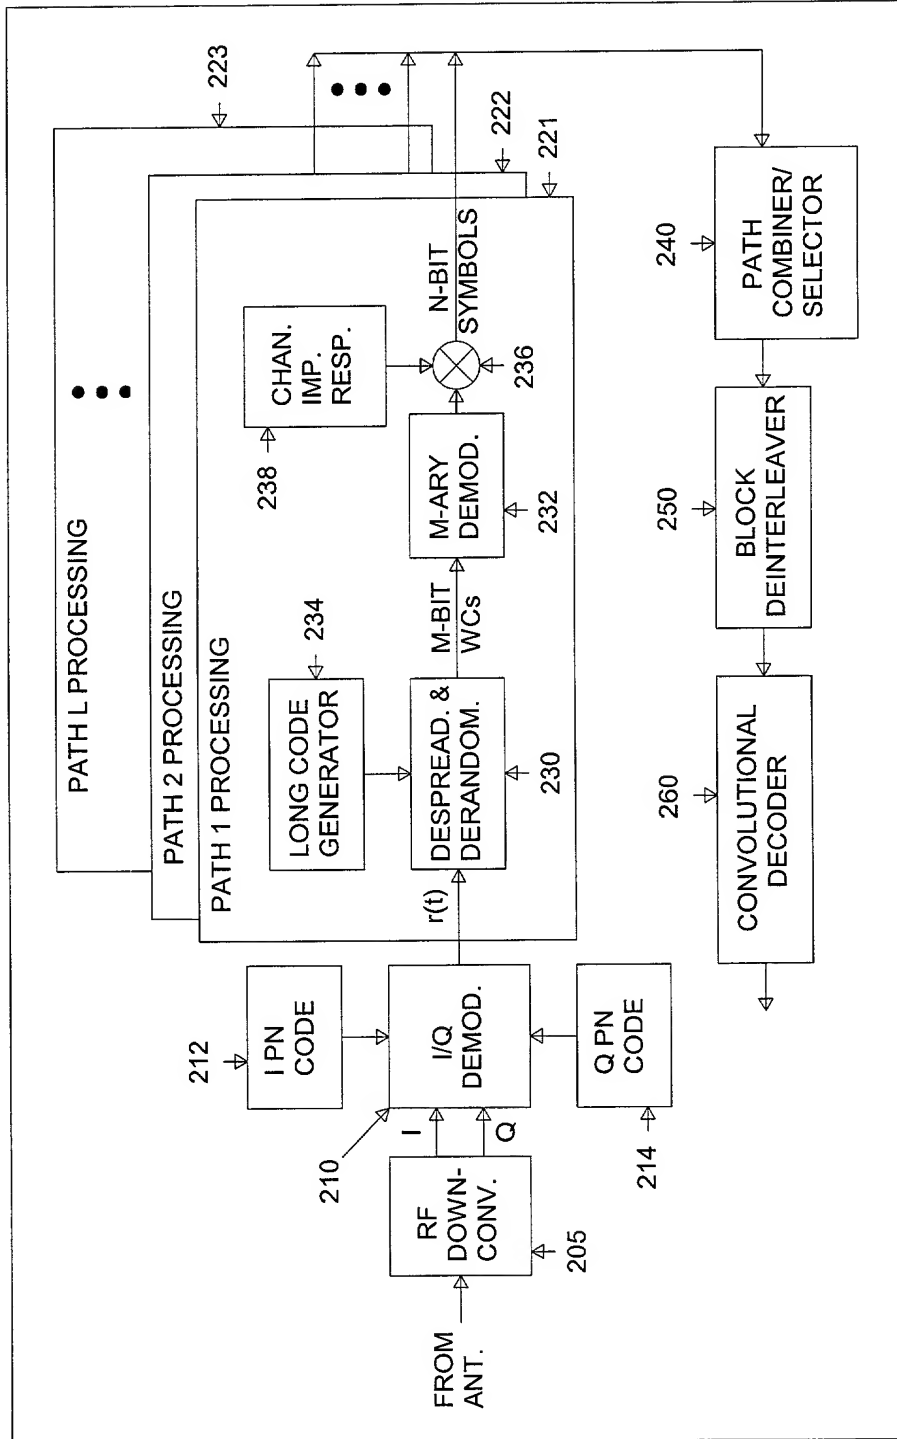 PATH L PROCESSING
223
PATH 2 PROCESSING
222
PATH 1 PROCESSING
221
LONG CODE
GENERATOR
234
CHAN.
IMP.
RESP.
238
r(t)
DESPREAD. &
DERANDOM.
230
M-BIT
WCs
M-ARY
DEMOD.
232
236
N-BIT
SYMBOLS
FROM
ANT.
RF
DOWN-
CONV.
205
I
Q
210
I/Q
DEMOD.
212
I PN
CODE
Q PN
CODE
214
260
CONVOLUTIONAL
DECODER
250
BLOCK
DEINTERLEAVER
240
PATH
COMBINER/
SELECTOR